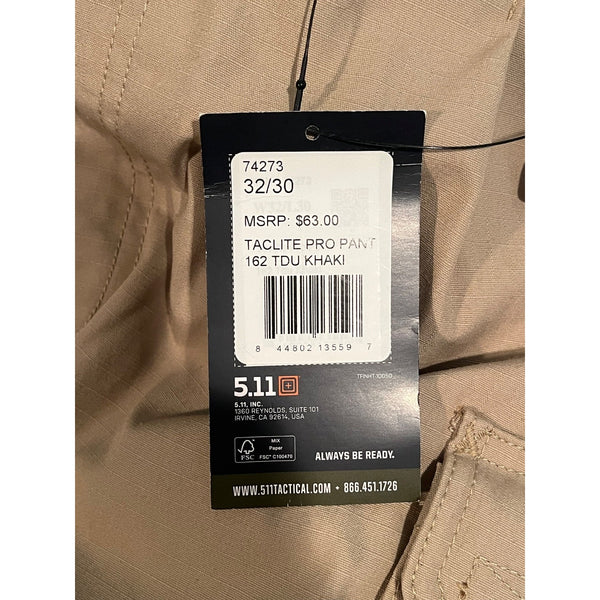 74273
32/30
MSRP: $63.00
TACLITE PRO PANT
162 TDU KHAKI
8 44802 13559 7
5.11
5.11, INC.
1360 REYNOLDS, SUITE 101
IRVINE, CA 92614, USA
FSC
MIX
Paper
FSC® C100470
ALWAYS BE READY.
WWW.511TACTICAL.COM • 866.451.1726